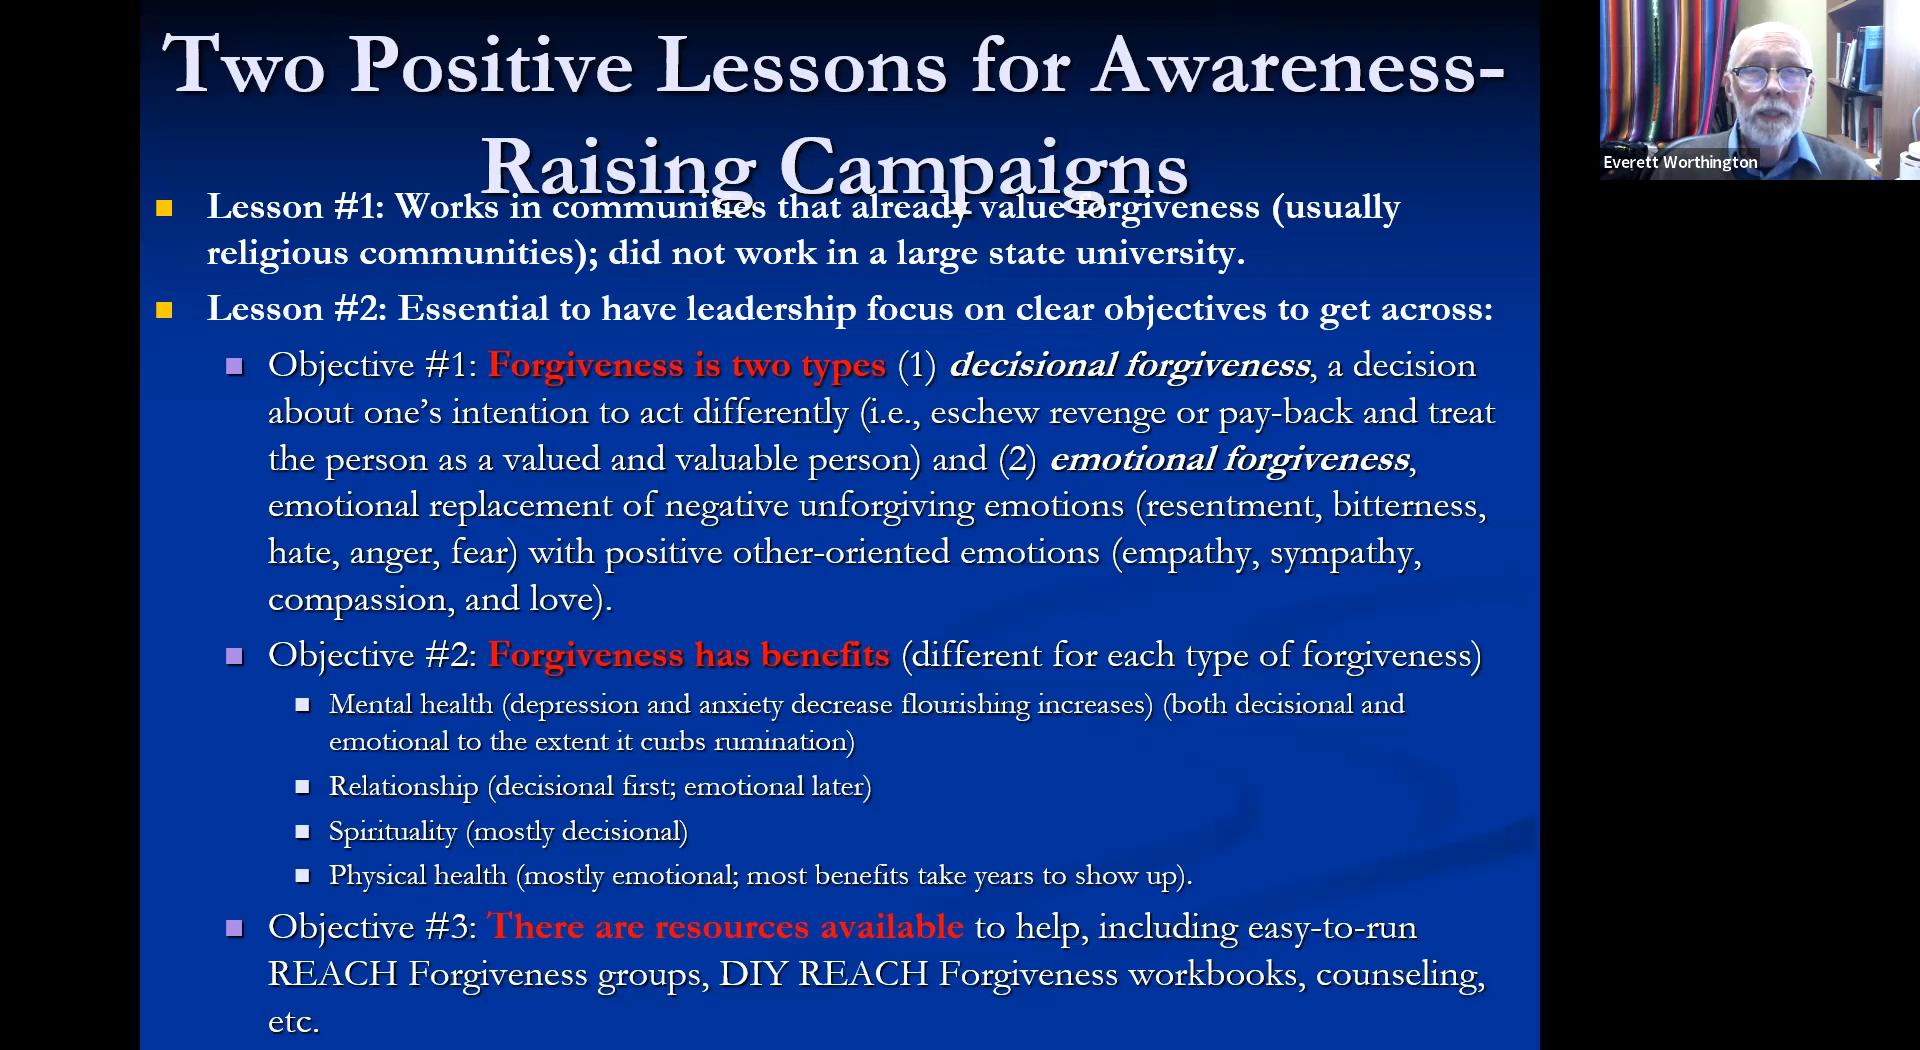 Two Positive Lessons for Awareness-
Raising Campaigns
Lesson #1: Works in communities that already value forgiveness (usually
religious communities); did not work in a large state university.
Lesson #2: Essential to have leadership focus on clear objectives to get across:
Objective #1: Forgiveness is two types (1) decisional forgiveness, a decision
about one’s intention to act differently (i.e., eschew revenge or pay-back and treat
the person as a valued and valuable person) and (2) emotional forgiveness,
emotional replacement of negative unforgiving emotions (resentment, bitterness,
hate, anger, fear) with positive other-oriented emotions (empathy, sympathy,
compassion, and love).
Objective #2: Forgiveness has benefits (different for each type of forgiveness)
Mental health (depression and anxiety decrease flourishing increases) (both decisional and
emotional to the extent it curbs rumination)
Relationship (decisional first; emotional later)
Spirituality (mostly decisional)
Physical health (mostly emotional; most benefits take years to show up).
Objective #3: There are resources available to help, including easy-to-run
REACH Forgiveness groups, DIY REACH Forgiveness workbooks, counseling,
etc.
Everett Worthington